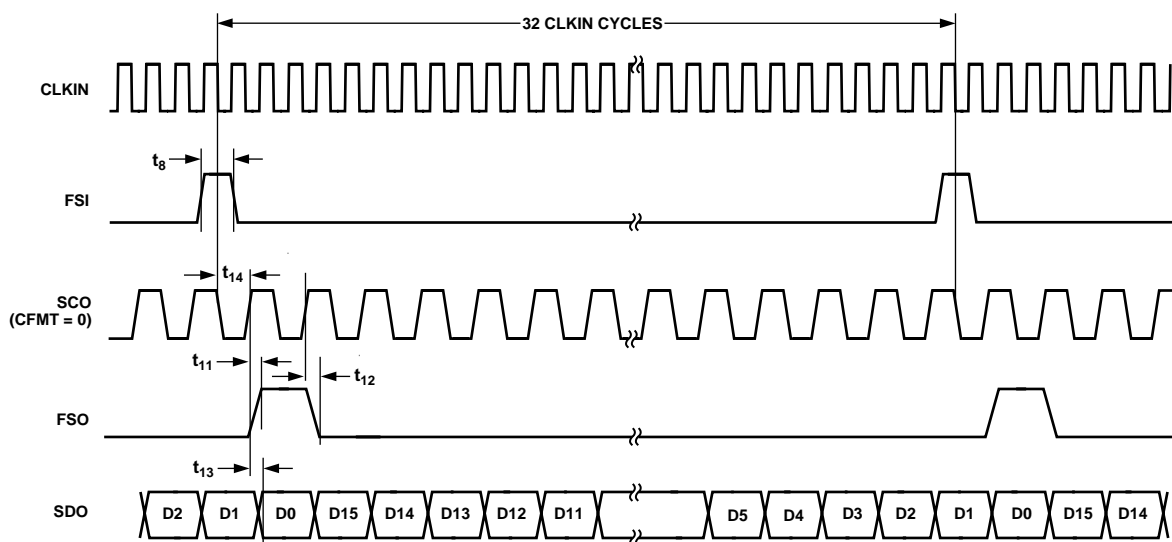 32 CLKIN CYCLES
CLKIN
t8
FSI
t14
SCO
(CFMT = 0)
t11
t12
FSO
t13
SDO
D2 D1 D0 D15 D14 D13 D12 D11 D5 D4 D3 D2 D1 D0 D15 D14